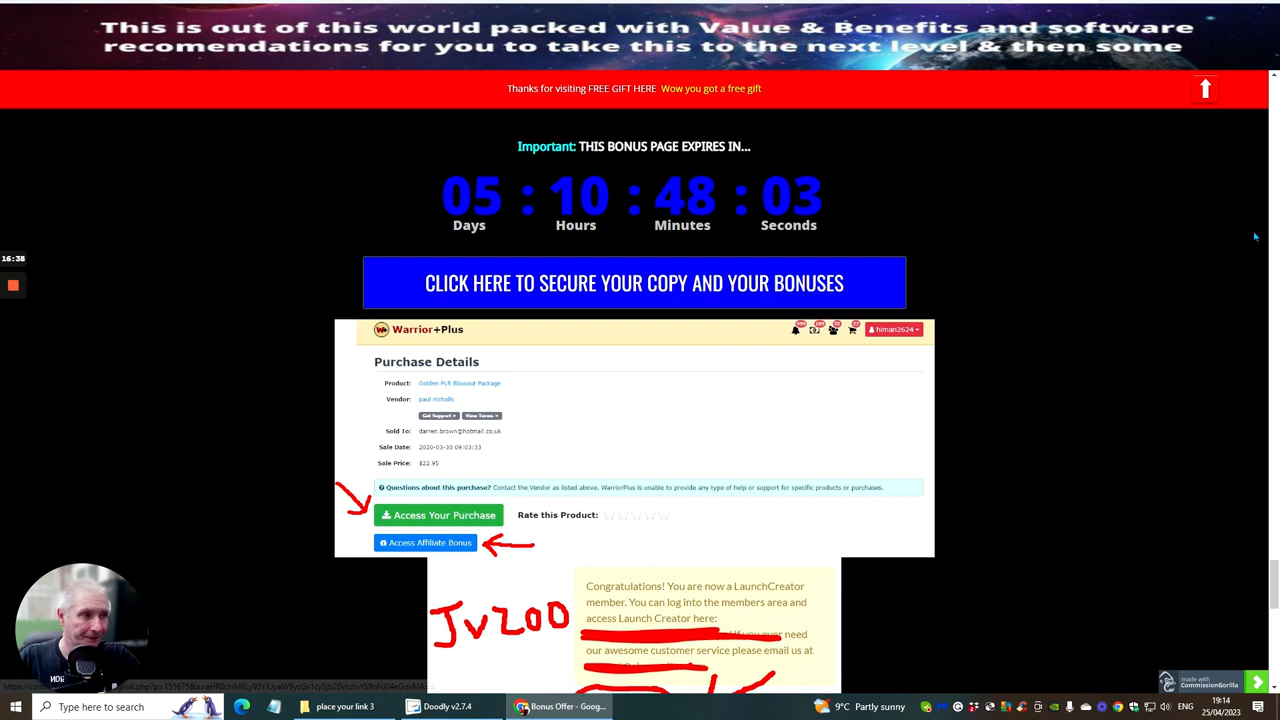 This is out of this world packed with Value & Benefits and software
recomendations for you to take this to the next level & then some
Thanks for visiting FREE GIFT HERE Wow you got a free gift
Important: THIS BONUS PAGE EXPIRES IN...
05 : 10 : 48 : 03
Days Hours Minutes Seconds
16:38
CLICK HERE TO SECURE YOUR COPY AND YOUR BONUSES
Warrior+Plus
himan2624
Purchase Details
Product: Golden PLR Blowout Package
Vendor: paul nicholls
Get Support » View Terms »
Sold To: darren.brown@hotmail.co.uk
Sale Date: 2020-03-30 09:03:33
Sale Price: $22.95
Questions about this purchase? Contact the Vendor as listed above. WarriorPlus is unable to provide any type of help or support for specific products or purchases.
Access Your Purchase Rate this Product:
Access Affiliate Bonus
JVZOO
Congratulations! You are now a LaunchCreator
member. You can log into the members area and
access Launch Creator here:
If you ever need
our awesome customer service please email us at
made with
CommissionGorilla
Type here to search
place your link 3
Doodly v2.7.4
Bonus Offer - Goog...
9°C Partly sunny
ENG
19:14
25/04/2023